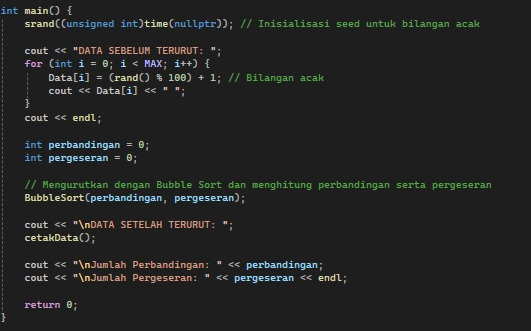 int main() {
    srand((unsigned int)time(nullptr)); // Inisialisasi seed untuk bilangan acak

    cout << "DATA SEBELUM TERURUT: ";
    for (int i = 0; i < MAX; i++) {
        Data[i] = (rand() % 100) + 1; // Bilangan acak
        cout << Data[i] << " ";
    }
    cout << endl;

    int perbandingan = 0;
    int pergeseran = 0;

    // Mengurutkan dengan Bubble Sort dan menghitung perbandingan serta pergeseran
    BubbleSort(perbandingan, pergeseran);

    cout << "\nDATA SETELAH TERURUT: ";
    cetakData();

    cout << "\nJumlah Perbandingan: " << perbandingan;
    cout << "\nJumlah Pergeseran: " << pergeseran << endl;

    return 0;
}